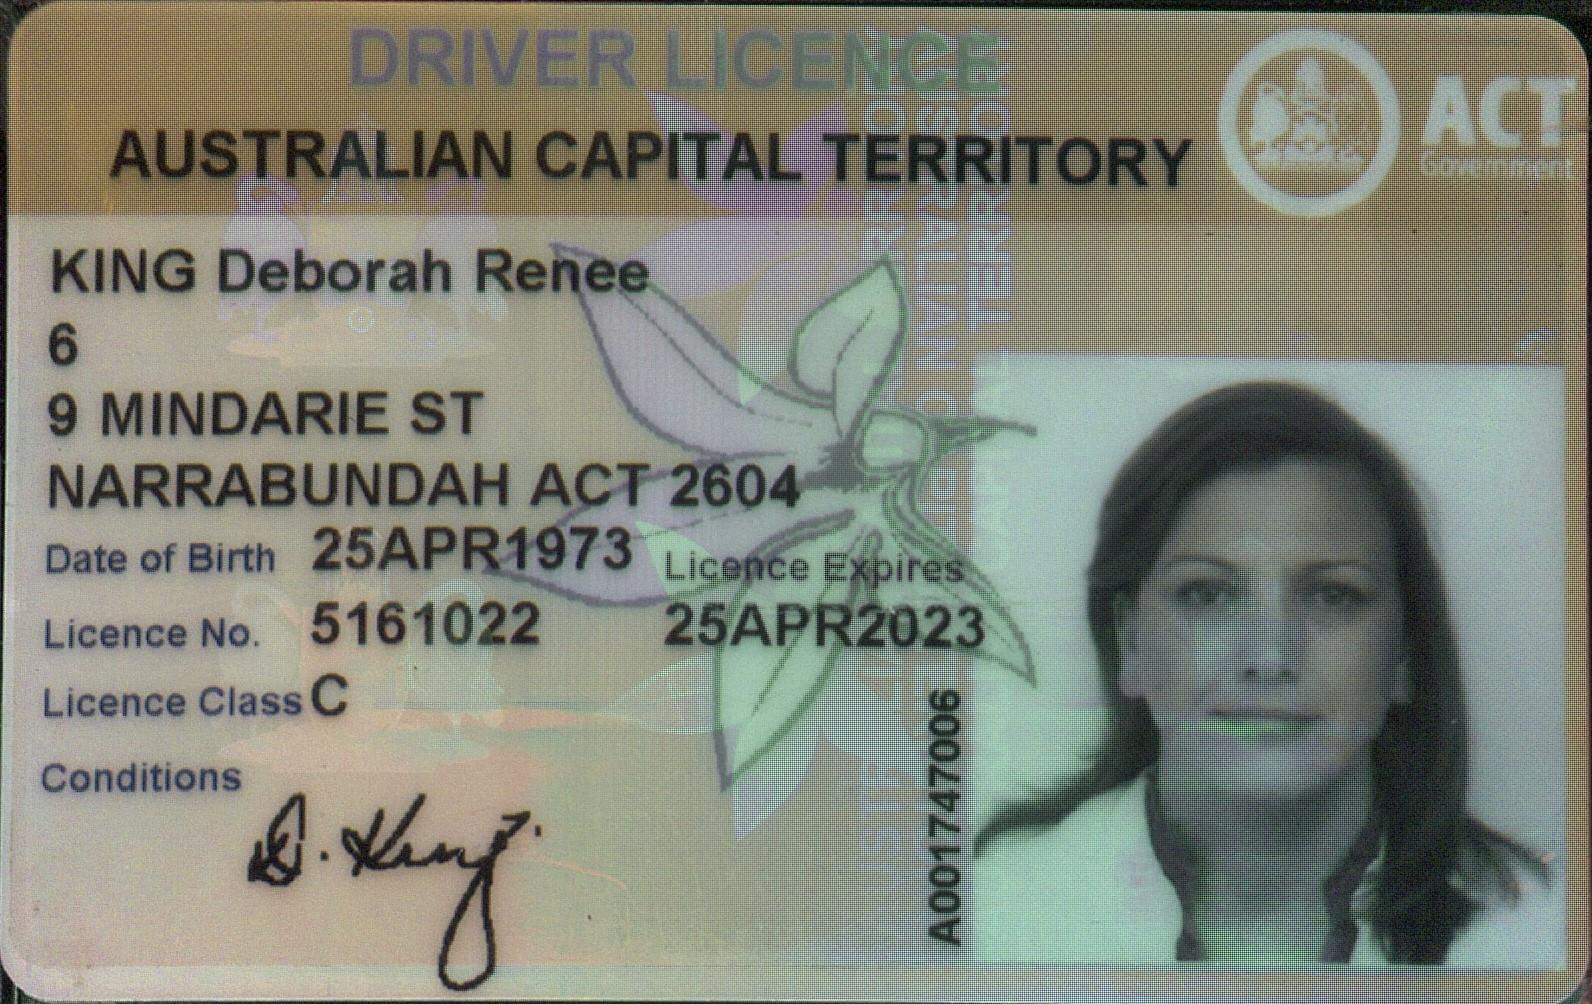 DRIVER LICENCE
AUSTRALIAN CAPITAL TERRITORY
ACT
Government
KING Deborah Renee
6
9 MINDARIE ST
NARRABUNDAH ACT 2604
Date of Birth 25APR1973
Licence Expires
25APR2023
Licence No. 5161022
Licence Class C
Conditions
D. King.
A001747006